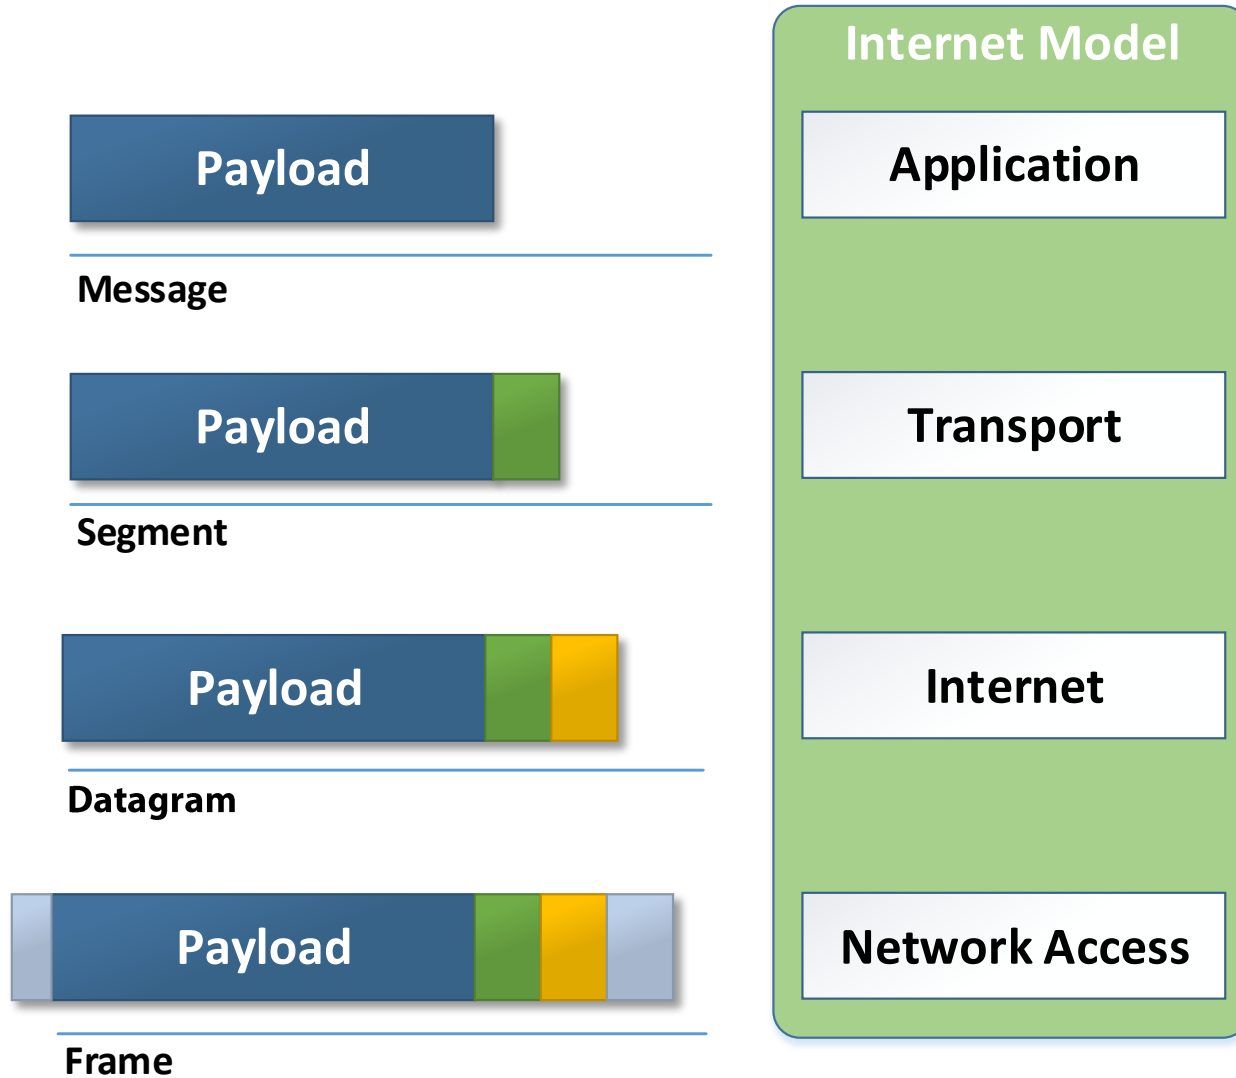 Internet Model
Payload
Application
Message
Payload
Transport
Segment
Payload
Internet
Datagram
Payload
Network Access
Frame